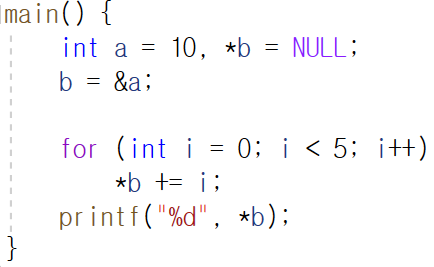 main() {
int a = 10, *b = NULL;
b = &a;
for (int i = 0; i < 5; i++)
*b += i;
printf("%d", *b);
}